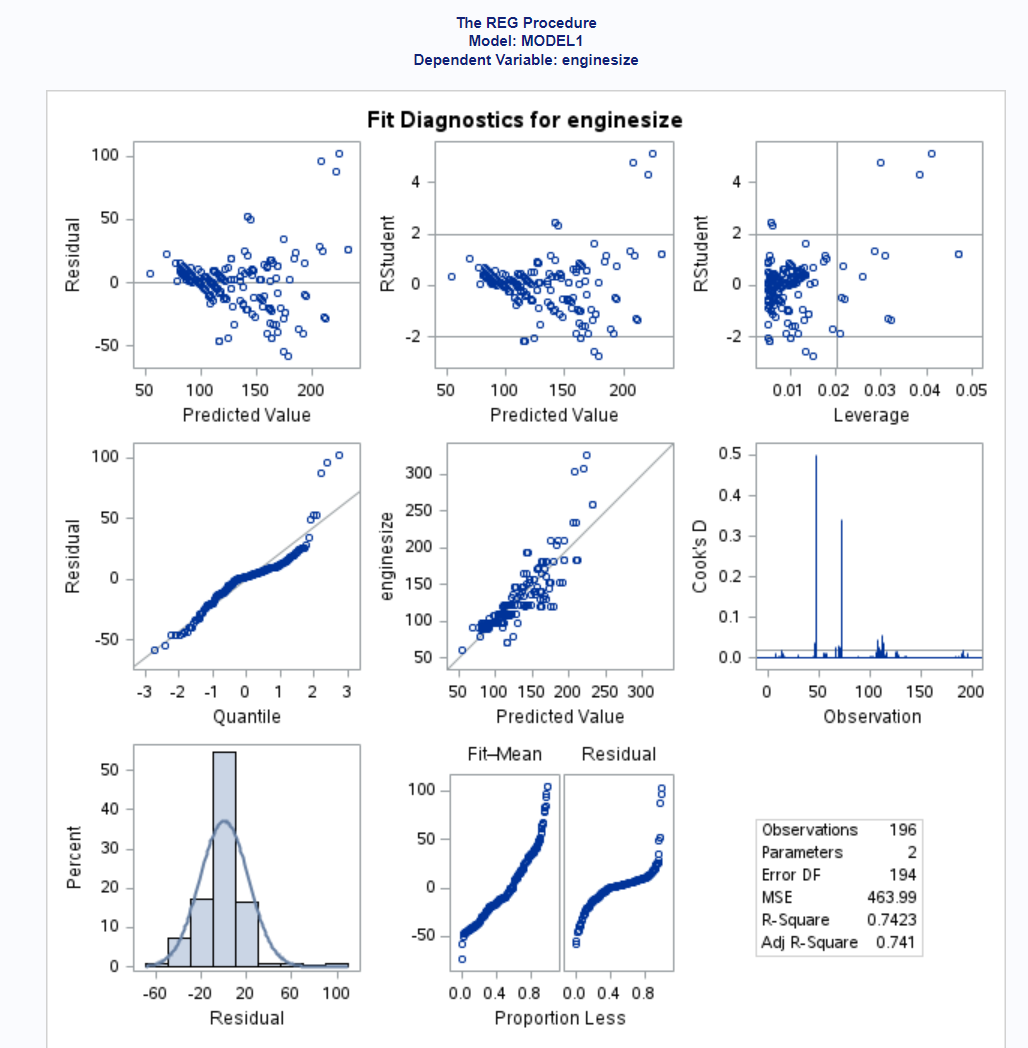 The REG Procedure
Model: MODEL1
Dependent Variable: enginesize
Fit Diagnostics for enginesize
Residual
100
50
0
-50
50 100 150 200
Predicted Value
RStudent
4
2
0
-2
50 100 150 200
Predicted Value
RStudent
4
2
0
-2
0.01 0.02 0.03 0.04 0.05
Leverage
Residual
100
50
0
-50
-3 -2 -1 0 1 2 3
Quantile
enginesize
300
250
200
150
100
50
50 100 150 200 250 300
Predicted Value
Cook's D
0.5
0.4
0.3
0.2
0.1
0.0
0 50 100 150 200
Observation
Percent
50
40
30
20
10
0
-60 -20 20 60 100
Residual
Fit–Mean Residual
100
50
0
-50
0.0 0.4 0.8 0.0 0.4 0.8
Proportion Less
Observations 196
Parameters 2
Error DF 194
MSE 463.99
R-Square 0.7423
Adj R-Square 0.741